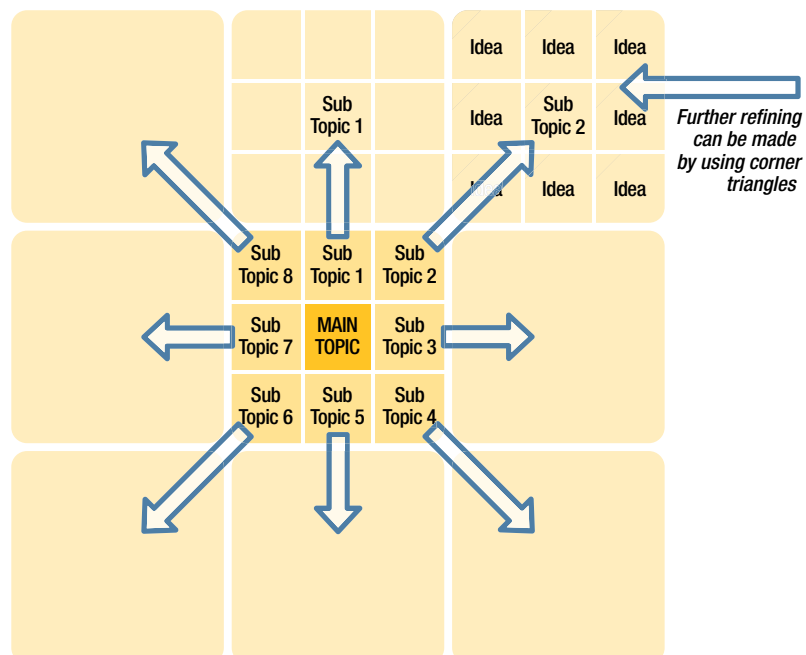 Idea Idea Idea
Sub
Topic 1
Idea
Sub
Topic 2
Idea
Idea Idea Idea
Further refining
can be made
by using corner
triangles
Sub
Topic 8
Sub
Topic 1
Sub
Topic 2
Sub
Topic 7
MAIN
TOPIC
Sub
Topic 3
Sub
Topic 6
Sub
Topic 5
Sub
Topic 4